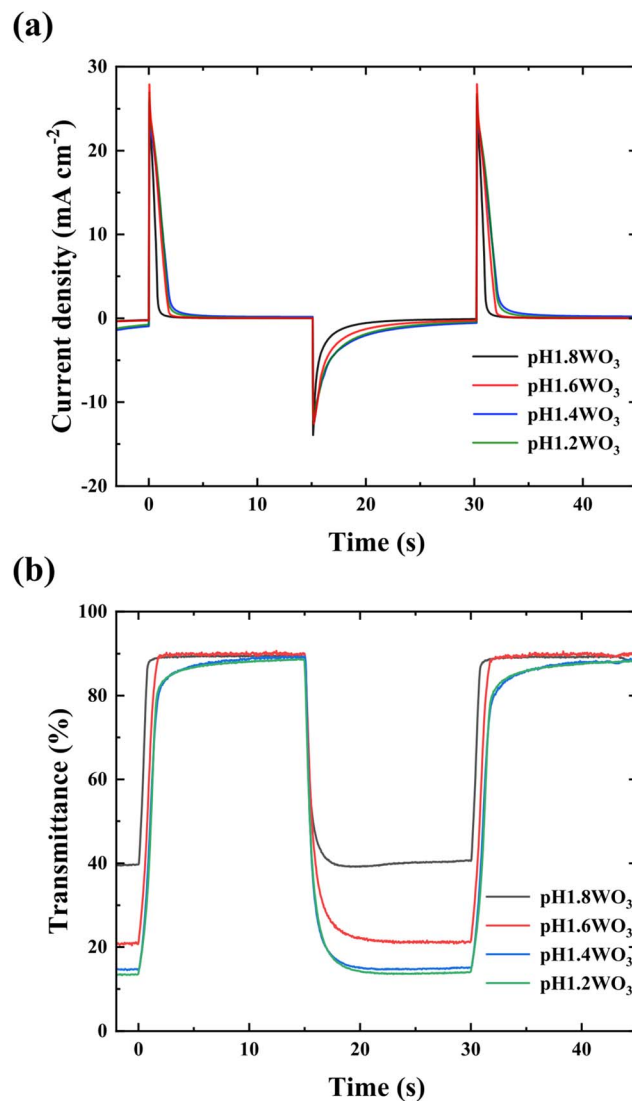 (a)
30
20
10
0
-10
-20
Current density (mA cm⁻²)
pH1.8WO₃
pH1.6WO₃
pH1.4WO₃
pH1.2WO₃
0 10 20 30 40
Time (s)
(b)
100
80
60
40
20
0
Transmittance (%)
pH1.8WO₃
pH1.6WO₃
pH1.4WO₃
pH1.2WO₃
0 10 20 30 40
Time (s)